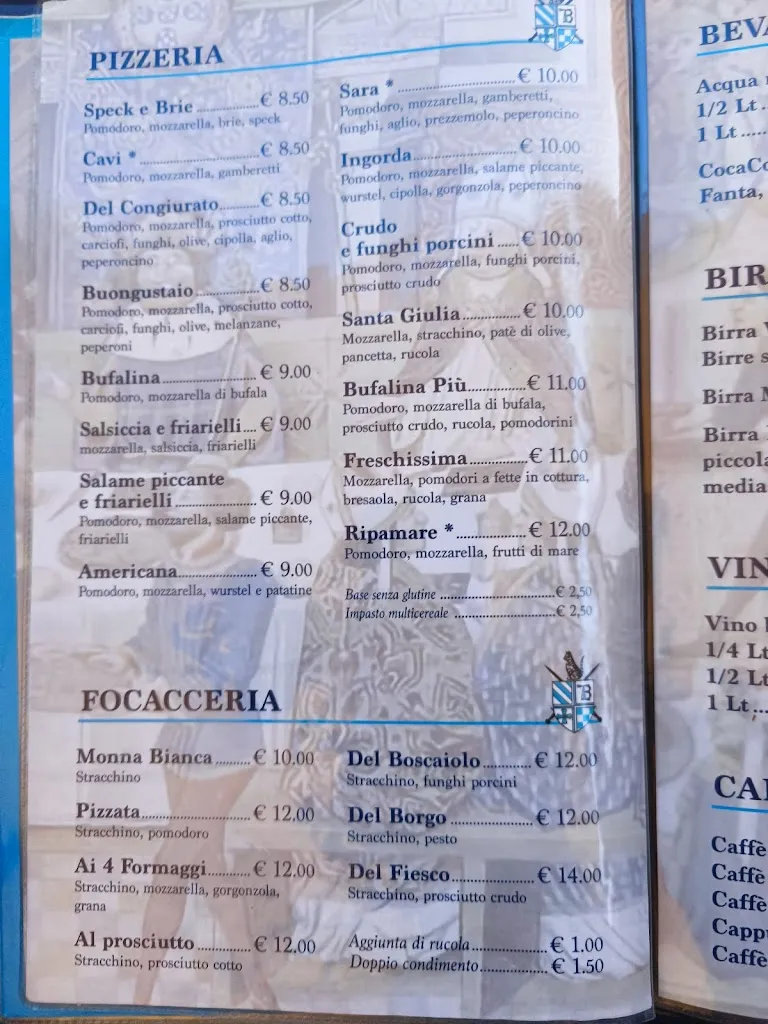 PIZZERIA
Speck e Brie ................ € 8.50
Pomodoro, mozzarella, brie, speck
Cavi * ............................ € 8.50
Pomodoro, mozzarella, gamberetti
Del Congiurato.......... € 8.50
Pomodoro, mozzarella, prosciutto cotto,
carciofi, funghi, olive, cipolla, aglio,
peperoncino
Buongustaio ................ € 8.50
Pomodoro, mozzarella, prosciutto cotto,
carciofi, funghi, olive, melanzane,
peperoni
Bufalina ........................ € 9.00
Pomodoro, mozzarella di bufala
Salsiccia e friarielli.... € 9.00
mozzarella, salsiccia, friarielli
Salame piccante
e friarielli .................... € 9.00
Pomodoro, mozzarella, salame piccante,
friarielli
Americana.................... € 9.00
Pomodoro, mozzarella, wurstel e patatine
B
Sara * ............................ € 10.00
Pomodoro, mozzarella, gamberetti,
funghi, aglio, prezzemolo, peperoncino
Ingorda........................ € 10.00
Pomodoro, mozzarella, salame piccante,
wurstel, cipolla, gorgonzola, peperoncino
Crudo
e funghi porcini ..... € 10.00
Pomodoro, mozzarella, funghi porcini,
prosciutto crudo
Santa Giulia ............... € 10.00
Mozzarella, stracchino, patè di olive,
pancetta, rucola
Bufalina Più............... € 11.00
Pomodoro, mozzarella di bufala,
prosciutto crudo, rucola, pomodorini
Freschissima ............... € 11.00
Mozzarella, pomodori a fette in cottura,
bresaola, rucola, grana
Ripamare * .................. € 12.00
Pomodoro, mozzarella, frutti di mare
Base senza glutine .............................. € 2,50
Impasto multicereale .......................... € 2,50
FOCACCERIA
B
Monna Bianca .......... € 10.00
Stracchino
Pizzata.......................... € 12.00
Stracchino, pomodoro
Ai 4 Formaggi........... € 12.00
Stracchino, mozzarella, gorgonzola,
grana
Al prosciutto .............. € 12.00
Stracchino, prosciutto cotto
Del Boscaiolo............. € 12.00
Stracchino, funghi porcini
Del Borgo .................... € 12.00
Stracchino, pesto
Del Fiesco.................... € 14.00
Stracchino, prosciutto crudo
Aggiunta di rucola.................... € 1.00
Doppio condimento.................. € 1.50
BEVA
Acqua
1/2 Lt ..
1 Lt .....
CocaCo
Fanta,
BIR
Birra
Birre s
Birra
Birra
piccola
media
VIN
Vino
1/4 Lt
1/2 Lt
1 Lt...
CA
Caffè
Caffè
Caffè
Capp
Caffè